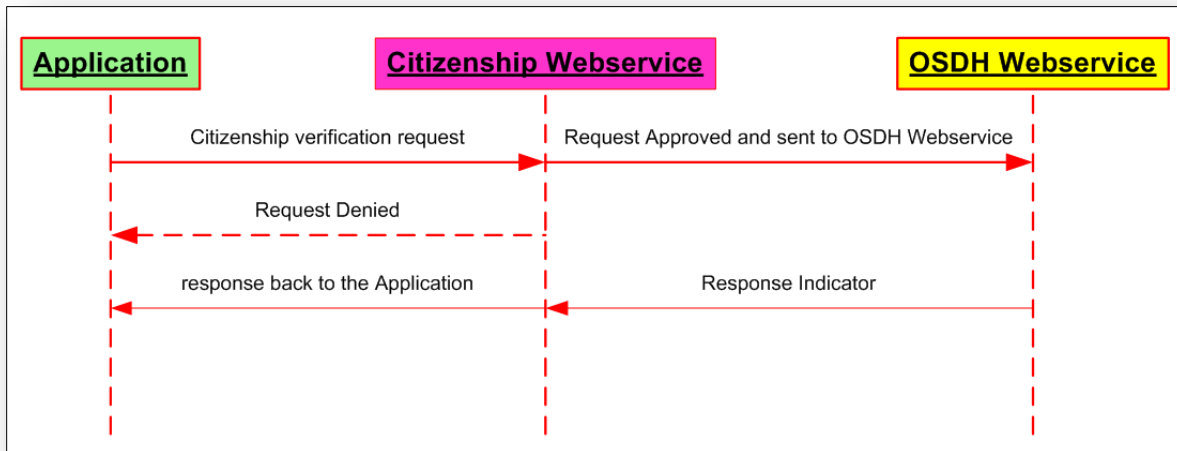 Application
Citizenship Webservice
OSDH Webservice
Citizenship verification request
Request Approved and sent to OSDH Webservice
Request Denied
response back to the Application
Response Indicator